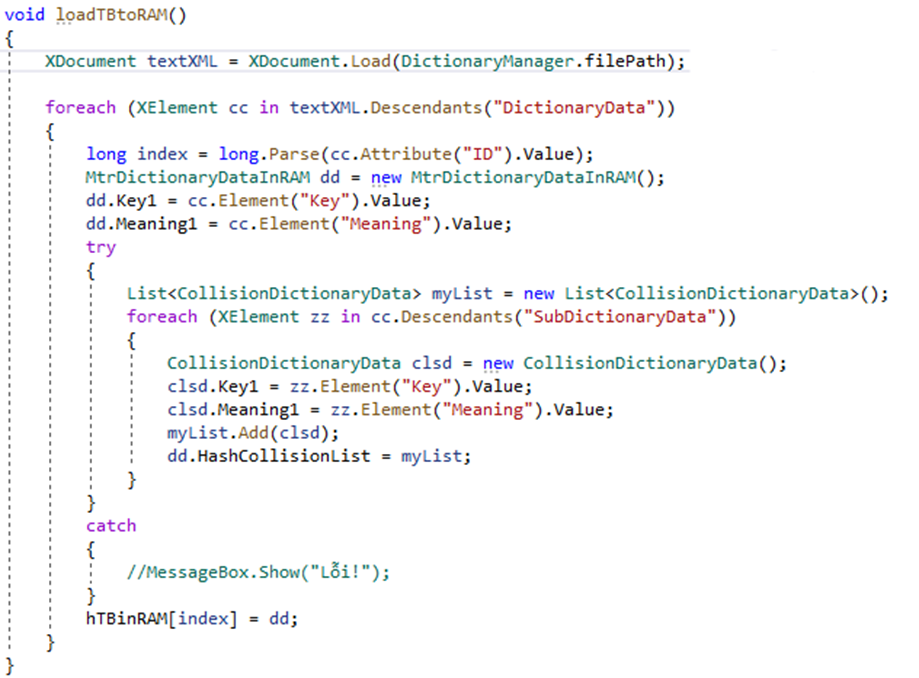 void loadTBtoRAM()
{
XDocument textXML = XDocument.Load(DictionaryManager.filePath);
foreach (XElement cc in textXML.Descendants("DictionaryData"))
{
long index = long.Parse(cc.Attribute("ID").Value);
MtrDictionaryDataInRAM dd = new MtrDictionaryDataInRAM();
dd.Key1 = cc.Element("Key").Value;
dd.Meaning1 = cc.Element("Meaning").Value;
try
{
List<CollisionDictionaryData> myList = new List<CollisionDictionaryData>();
foreach (XElement zz in cc.Descendants("SubDictionaryData"))
{
CollisionDictionaryData clsd = new CollisionDictionaryData();
clsd.Key1 = zz.Element("Key").Value;
clsd.Meaning1 = zz.Element("Meaning").Value;
myList.Add(clsd);
dd.HashCollisionList = myList;
}
}
catch
{
//MessageBox.Show("Lỗi!");
}
hTBinRAM[index] = dd;
}
}